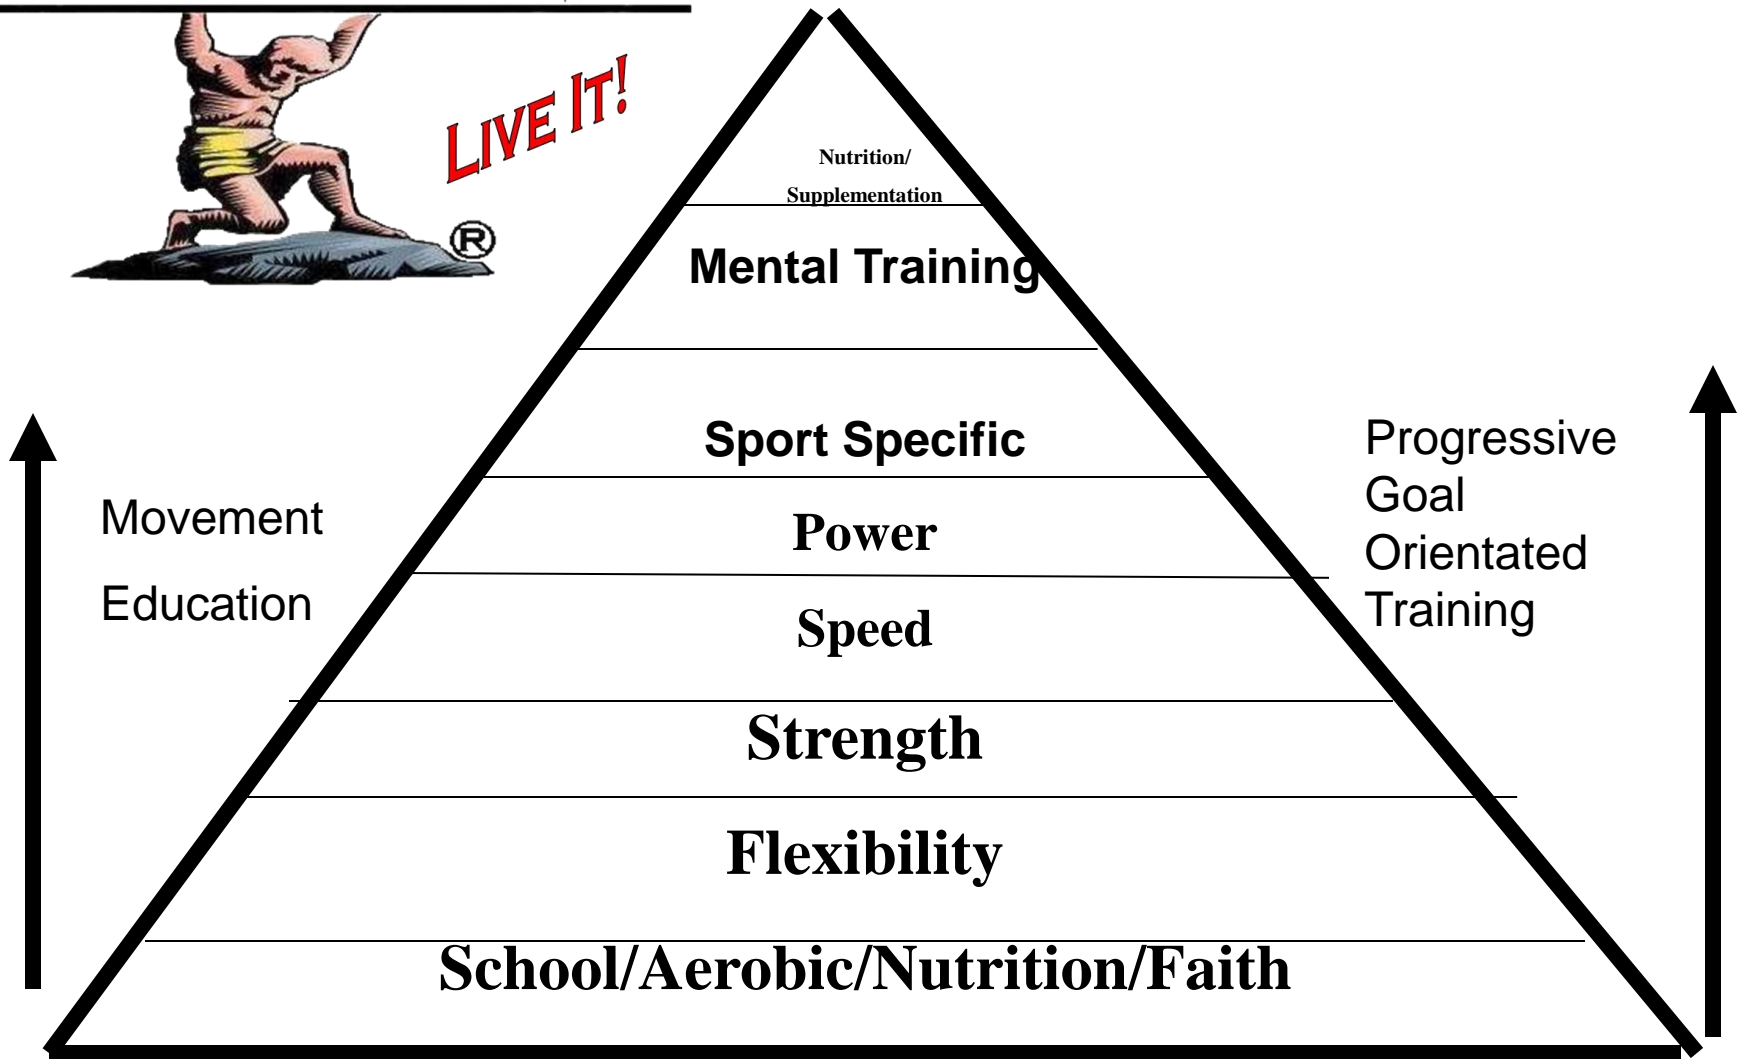 LIVE IT!
®
Nutrition/
Supplementation
Mental Training
Sport Specific
Power
Speed
Strength
Flexibility
School/Aerobic/Nutrition/Faith
Movement
Education
Progressive
Goal
Orientated
Training